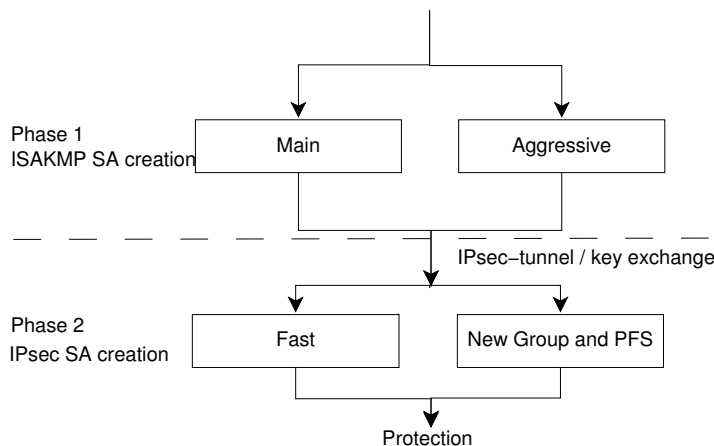 Phase 1
ISAKMP SA creation
Main
Aggressive
IPsec−tunnel / key exchange
Phase 2
IPsec SA creation
Fast
New Group and PFS
Protection